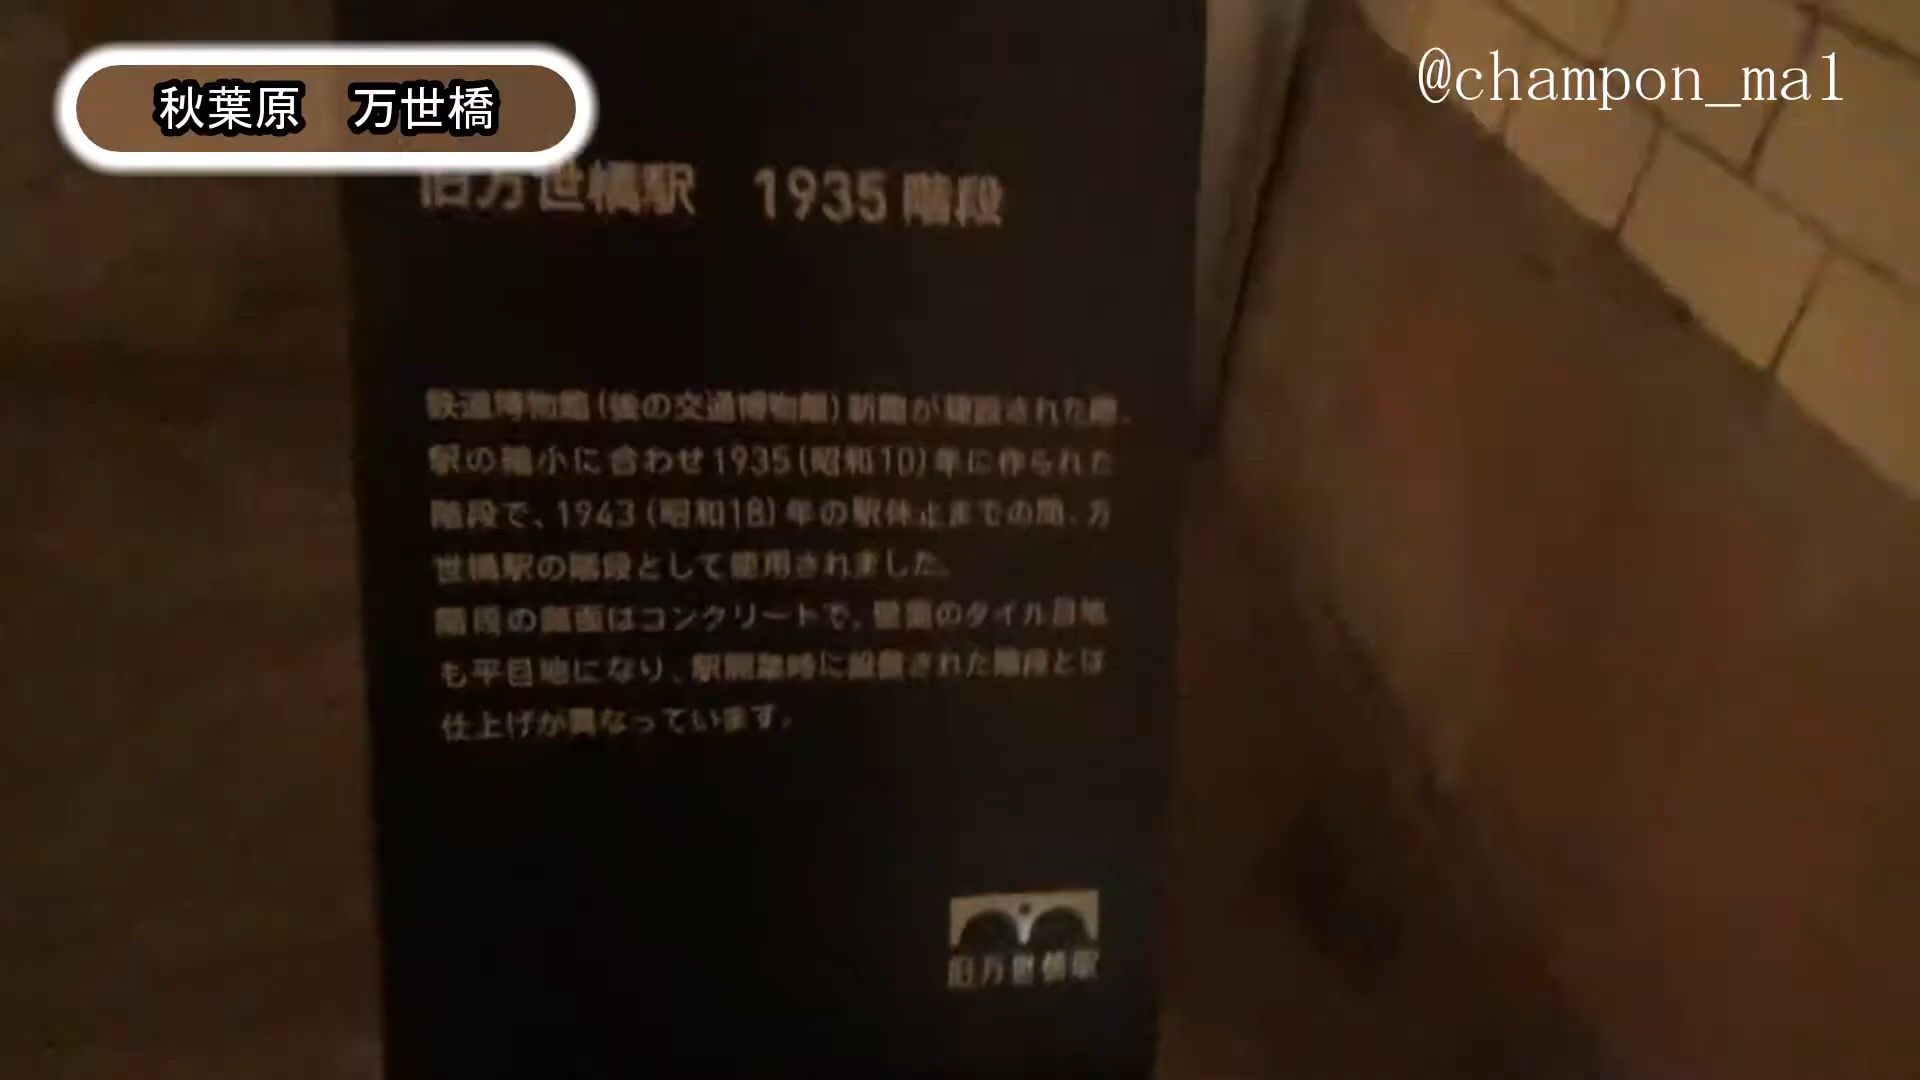 秋葉原　万世橋
@champon_ma1
旧万世橋駅　1935 階段
鉄道博物館(後の交通博物館)新館が建設された際、
駅の縮小に合わせ1935(昭和10)年に作られた
階段で、1943(昭和18)年の駅休止までの間、万
世橋駅の階段として使用されました。
階段の面はコンクリートで、壁面のタイル目地
も平目地になり、駅開業時に設置された階段とは
仕上げが異なっています。
旧万世橋駅